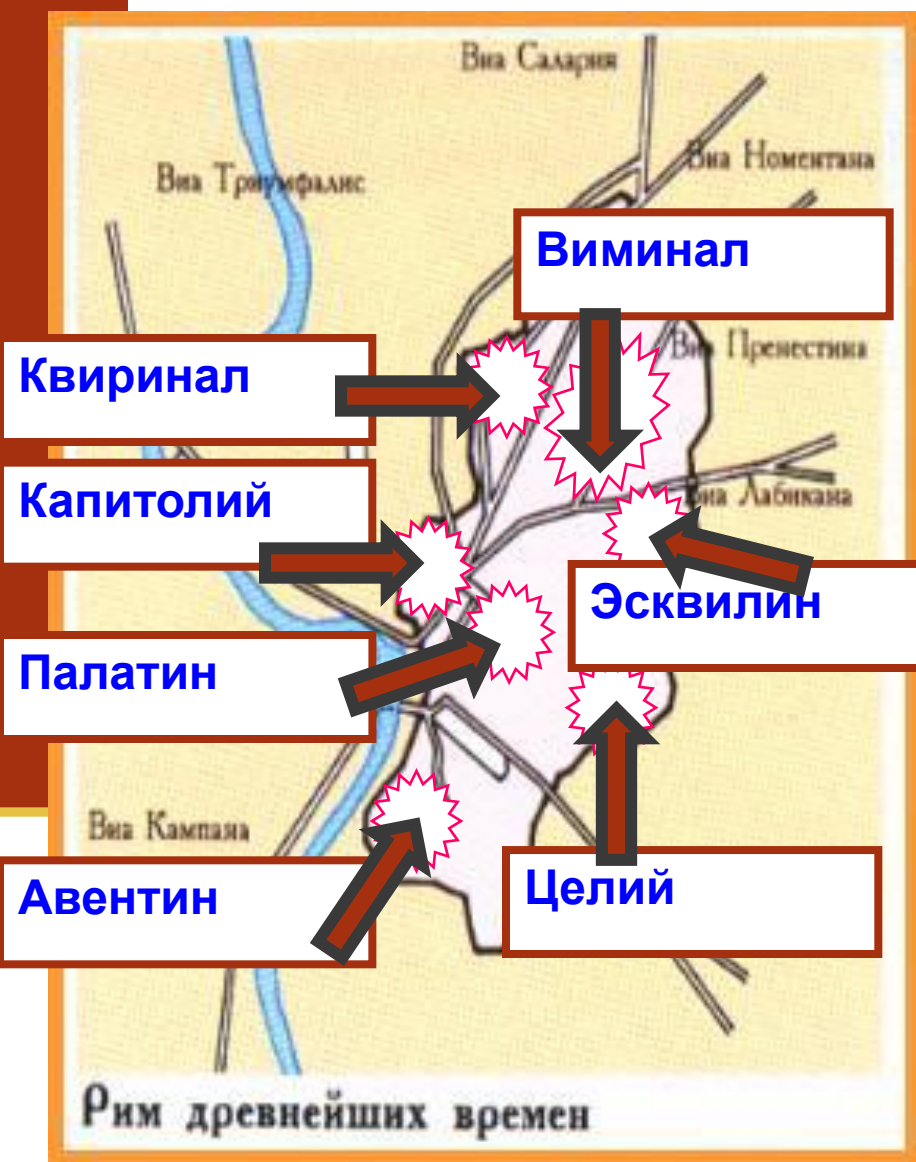 Виа Салария
Виа Номентана
Виа Триумфалис
Виминал
Виа Пренестина
Квиринал
Капитолий
Виа Лабикана
Эсквилин
Палатин
Виа Кампана
Авентин
Целий
Рим древнейших времен